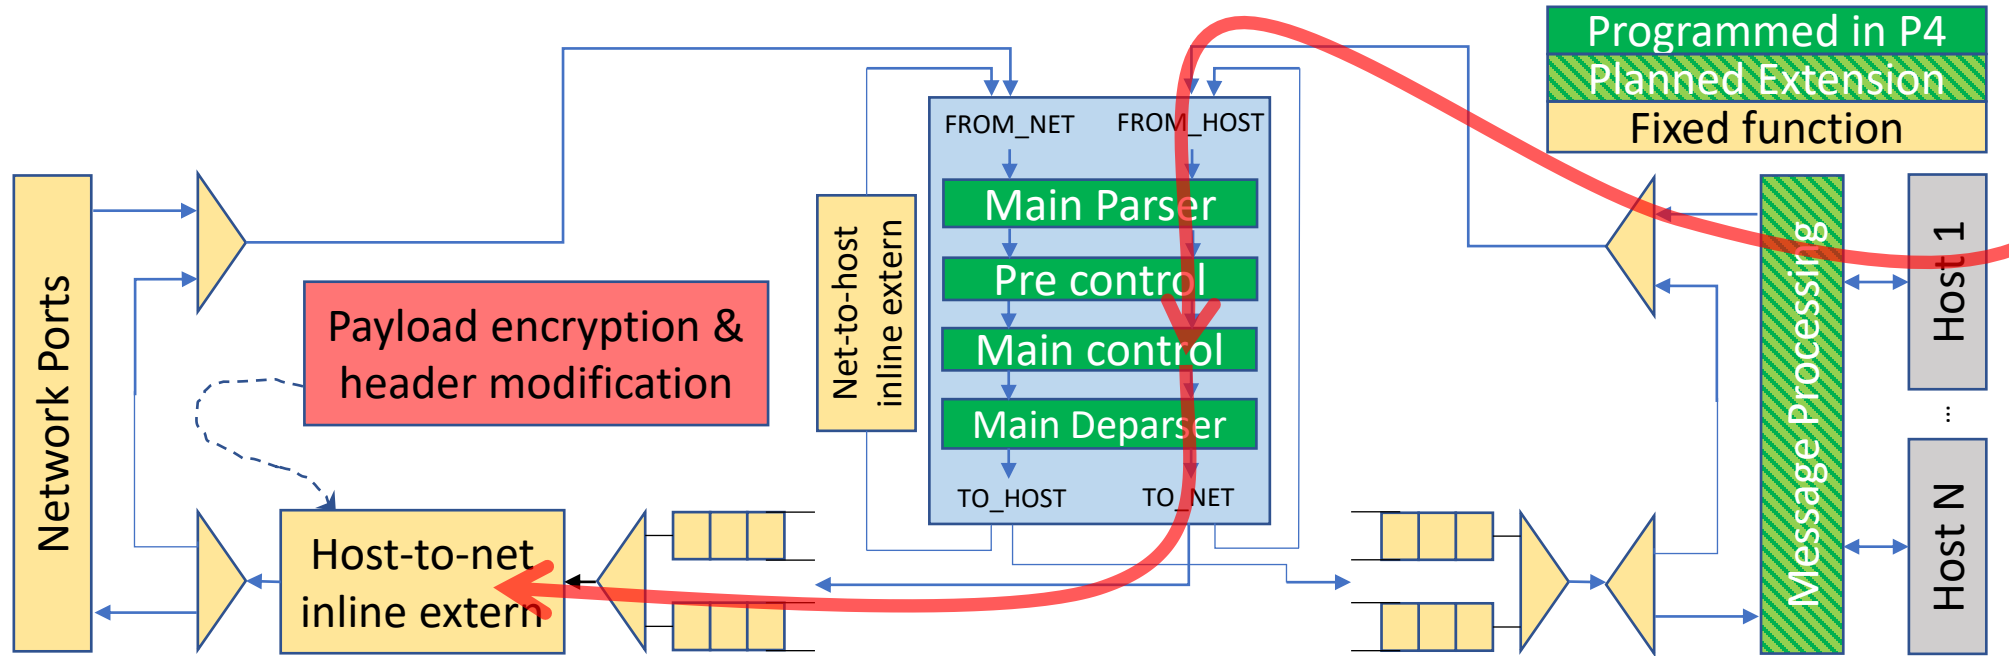 Programmed in P4
Planned Extension
Fixed function
FROM_NET
FROM_HOST
Main Parser
Pre control
Main control
Main Deparser
TO_HOST
TO_NET
Net-to-host
inline extern
Network Ports
Payload encryption &
header modification
Host-to-net
inline extern
Message Processing
Host 1
...
Host N